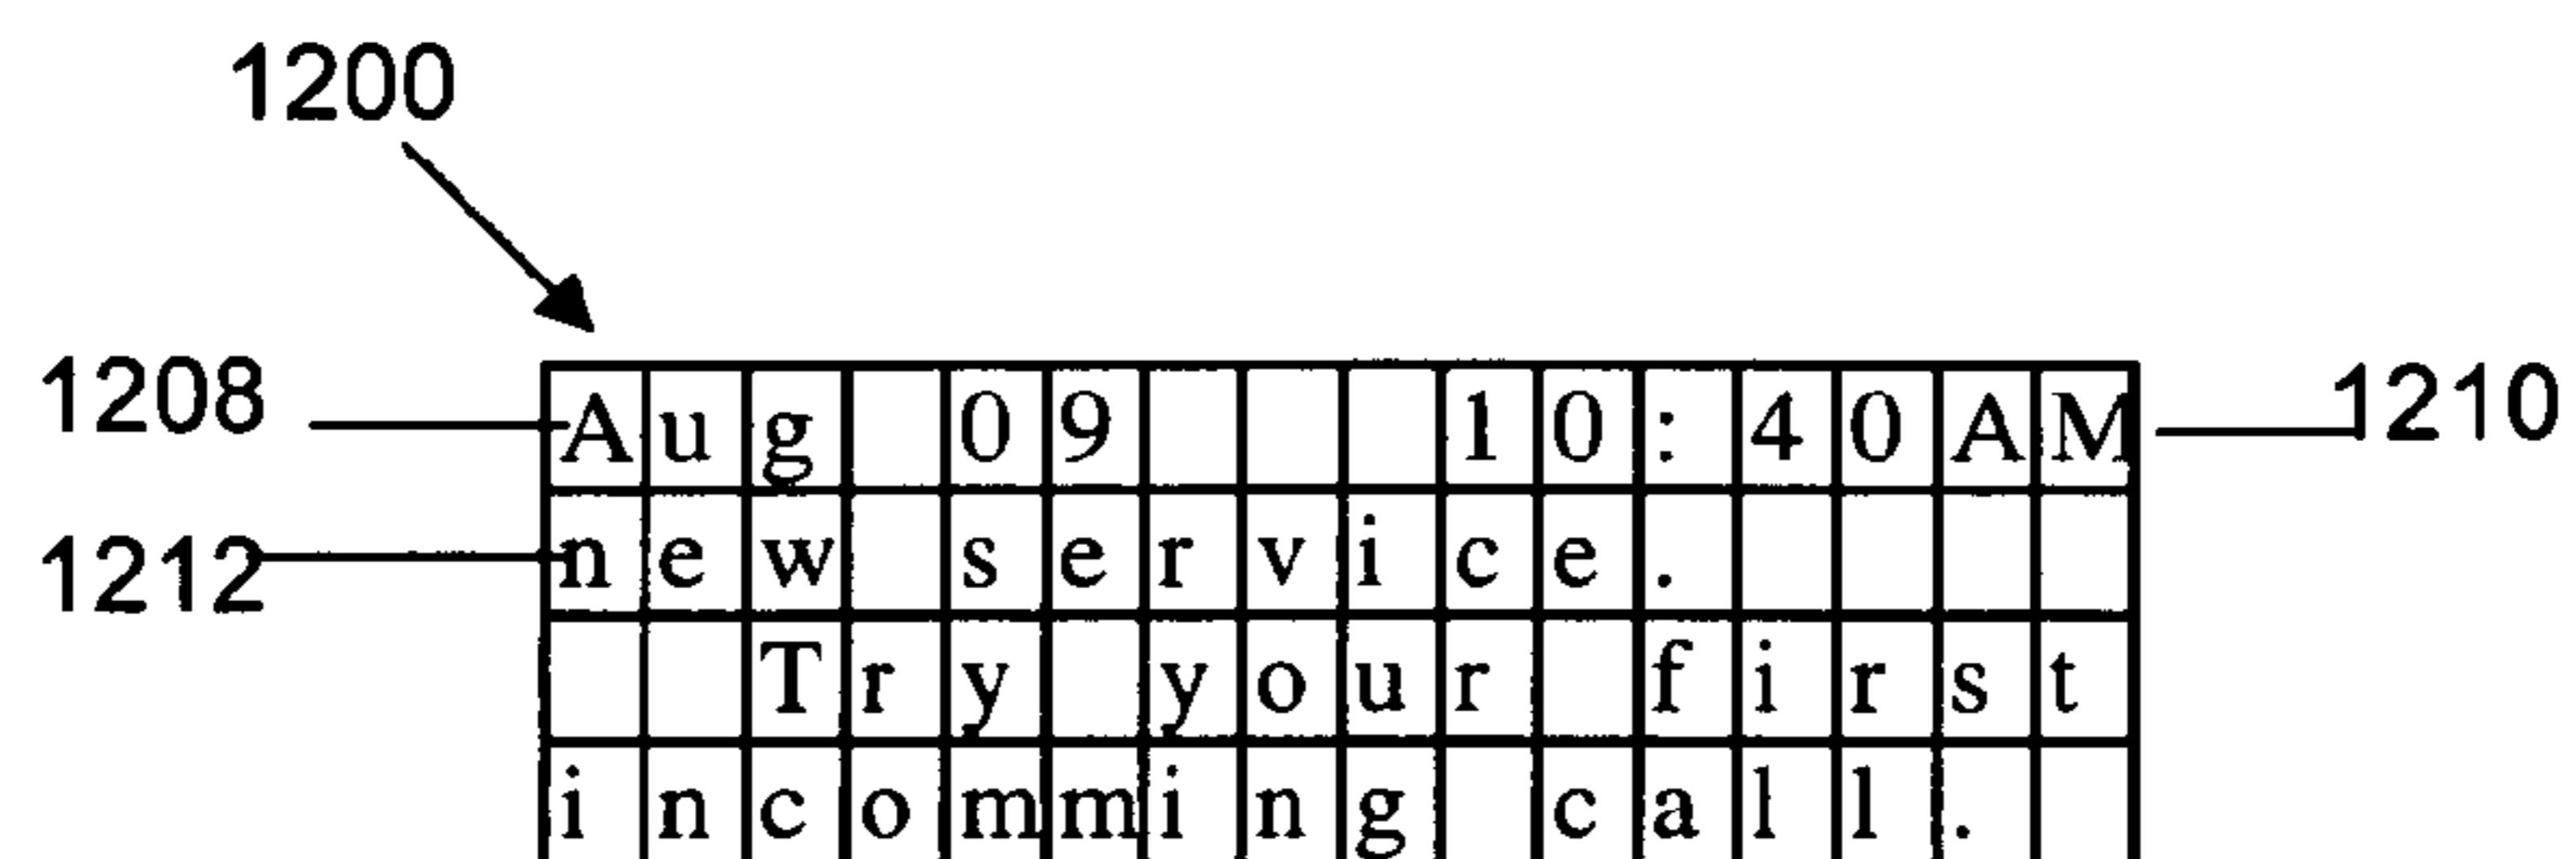 1200
1208 Aug 09 10:40AM 1210
1212 new service.
Try your first
incomming call.